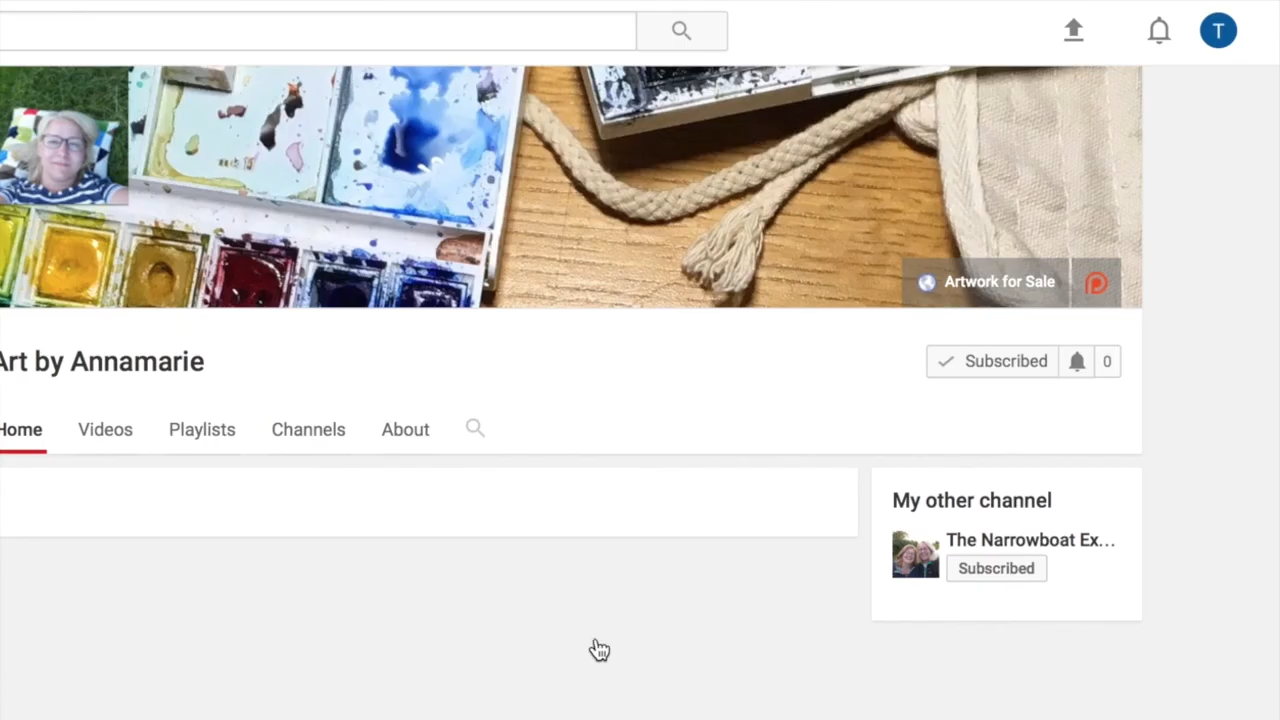 T
Artwork for Sale
Art by Annamarie
Subscribed 0
Home Videos Playlists Channels About
My other channel
The Narrowboat Ex...
Subscribed